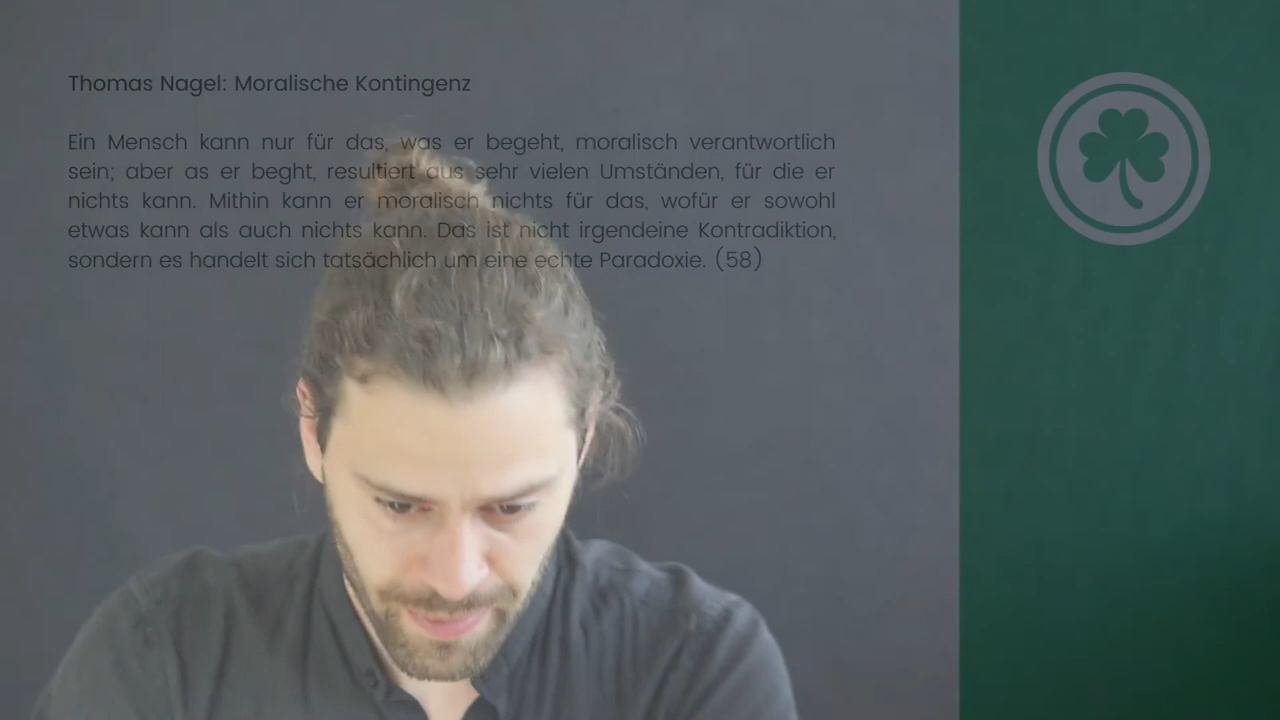 Thomas Nagel: Moralische Kontingenz
Ein Mensch kann nur für das, was er begeht, moralisch verantwortlich
sein; aber as er beght, resultiert aus sehr vielen Umständen, für die er
nichts kann. Mithin kann er moralisch nichts für das, wofür er sowohl
etwas kann als auch nichts kann. Das ist nicht irgendeine Kontradiktion,
sondern es handelt sich tatsächlich um eine echte Paradoxie. (58)